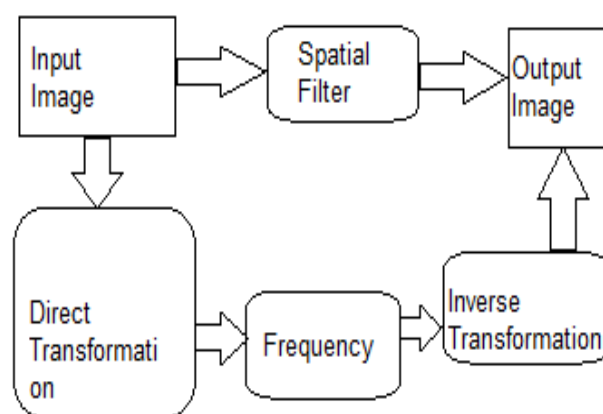 Input
Image
Spatial
Filter
Output
Image
Direct
Transformati
on
Frequency
Inverse
Transformation